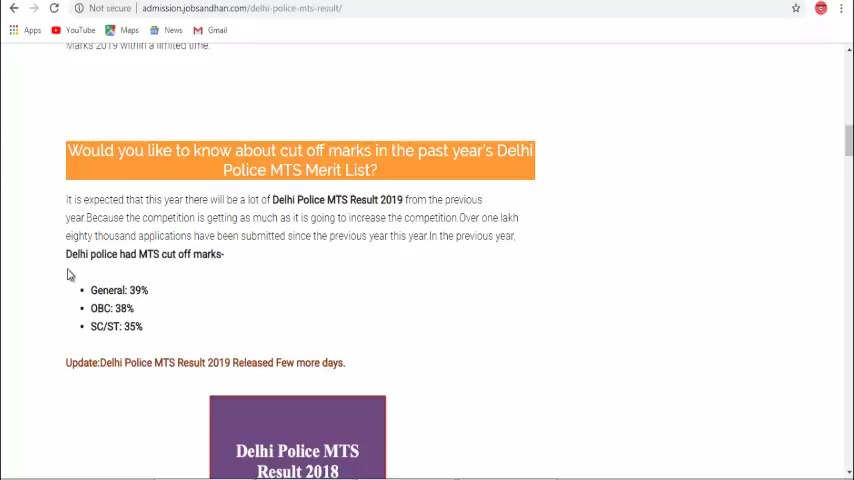 Not secure | admission.jobsandhan.com/delhi-police-mts-result/
Apps YouTube Maps News Gmail
Marks 2019 within a limited time.
Would you like to know about cut off marks in the past year's Delhi
Police MTS Merit List?
It is expected that this year there will be a lot of Delhi Police MTS Result 2019 from the previous
year.Because the competition is getting as much as it is going to increase the competition.Over one lakh
eighty thousand applications have been submitted since the previous year this year.In the previous year,
Delhi police had MTS cut off marks-
• General: 39%
• OBC: 38%
• SC/ST: 35%
Update:Delhi Police MTS Result 2019 Released Few more days.
Delhi Police MTS
Result 2018